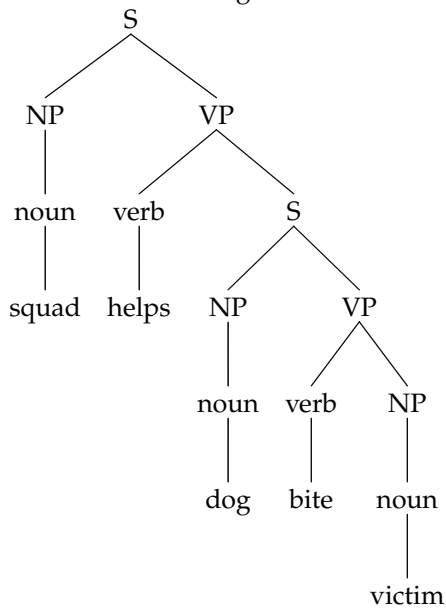 S
NP VP
noun verb S
squad helps NP VP
noun verb NP
dog bite noun
victim